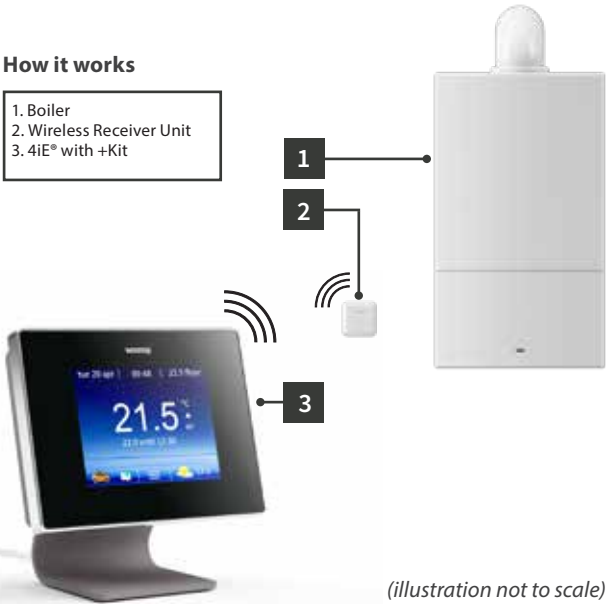 How it works
1. Boiler
2. Wireless Receiver Unit
3. 4iE® with +Kit
1
2
3
21.5
(illustration not to scale)